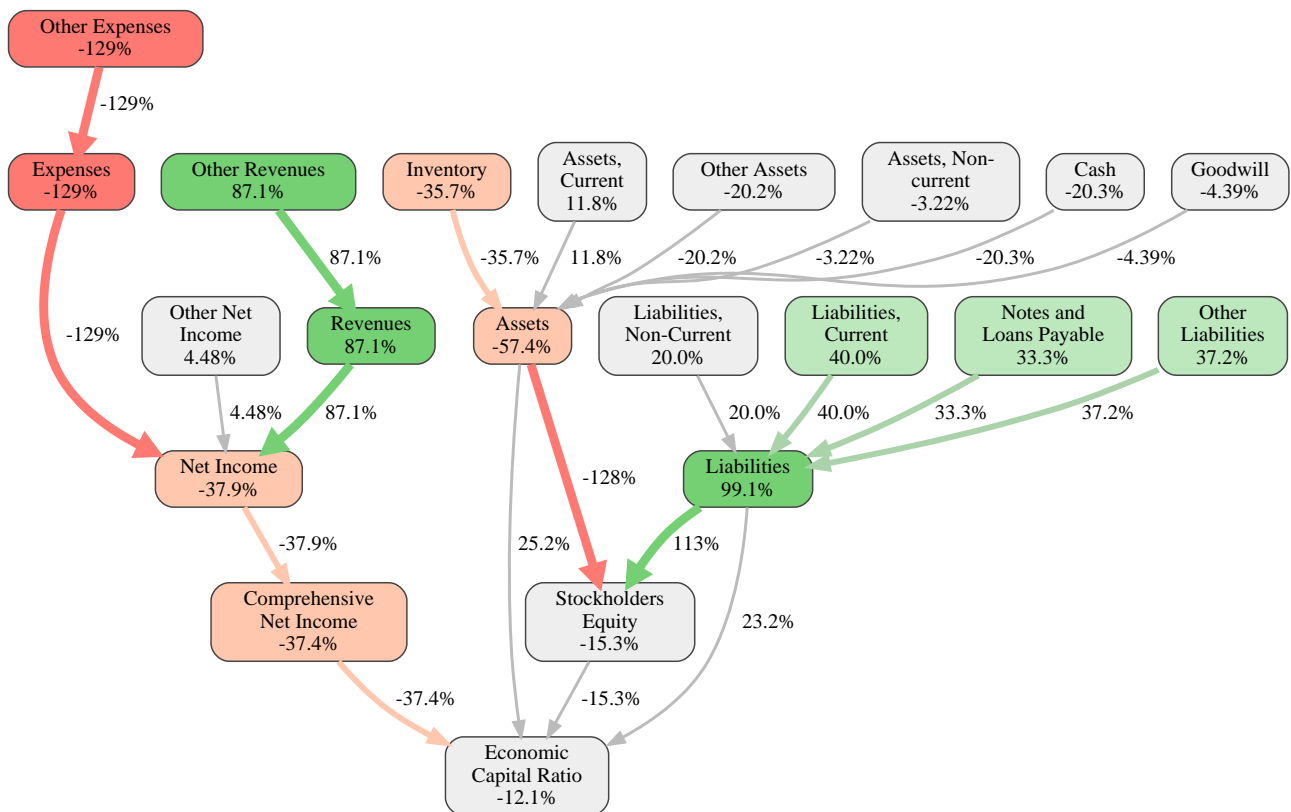 Other Expenses
-129%
-129%
Expenses
-129%
Other Revenues
87.1%
Inventory
-35.7%
Assets,
Current
11.8%
Other Assets
-20.2%
Assets, Non-
current
-3.22%
Cash
-20.3%
Goodwill
-4.39%
87.1%
-35.7%
11.8%
-20.2%
-3.22%
-20.3%
-4.39%
-129%
Other Net
Income
4.48%
Revenues
87.1%
Assets
-57.4%
Liabilities,
Non-Current
20.0%
Liabilities,
Current
40.0%
Notes and
Loans Payable
33.3%
Other
Liabilities
37.2%
4.48%
87.1%
20.0%
40.0%
33.3%
37.2%
Net Income
-37.9%
-128%
Liabilities
99.1%
-37.9%
25.2%
113%
Comprehensive
Net Income
-37.4%
Stockholders
Equity
-15.3%
23.2%
-37.4%
-15.3%
Economic
Capital Ratio
-12.1%